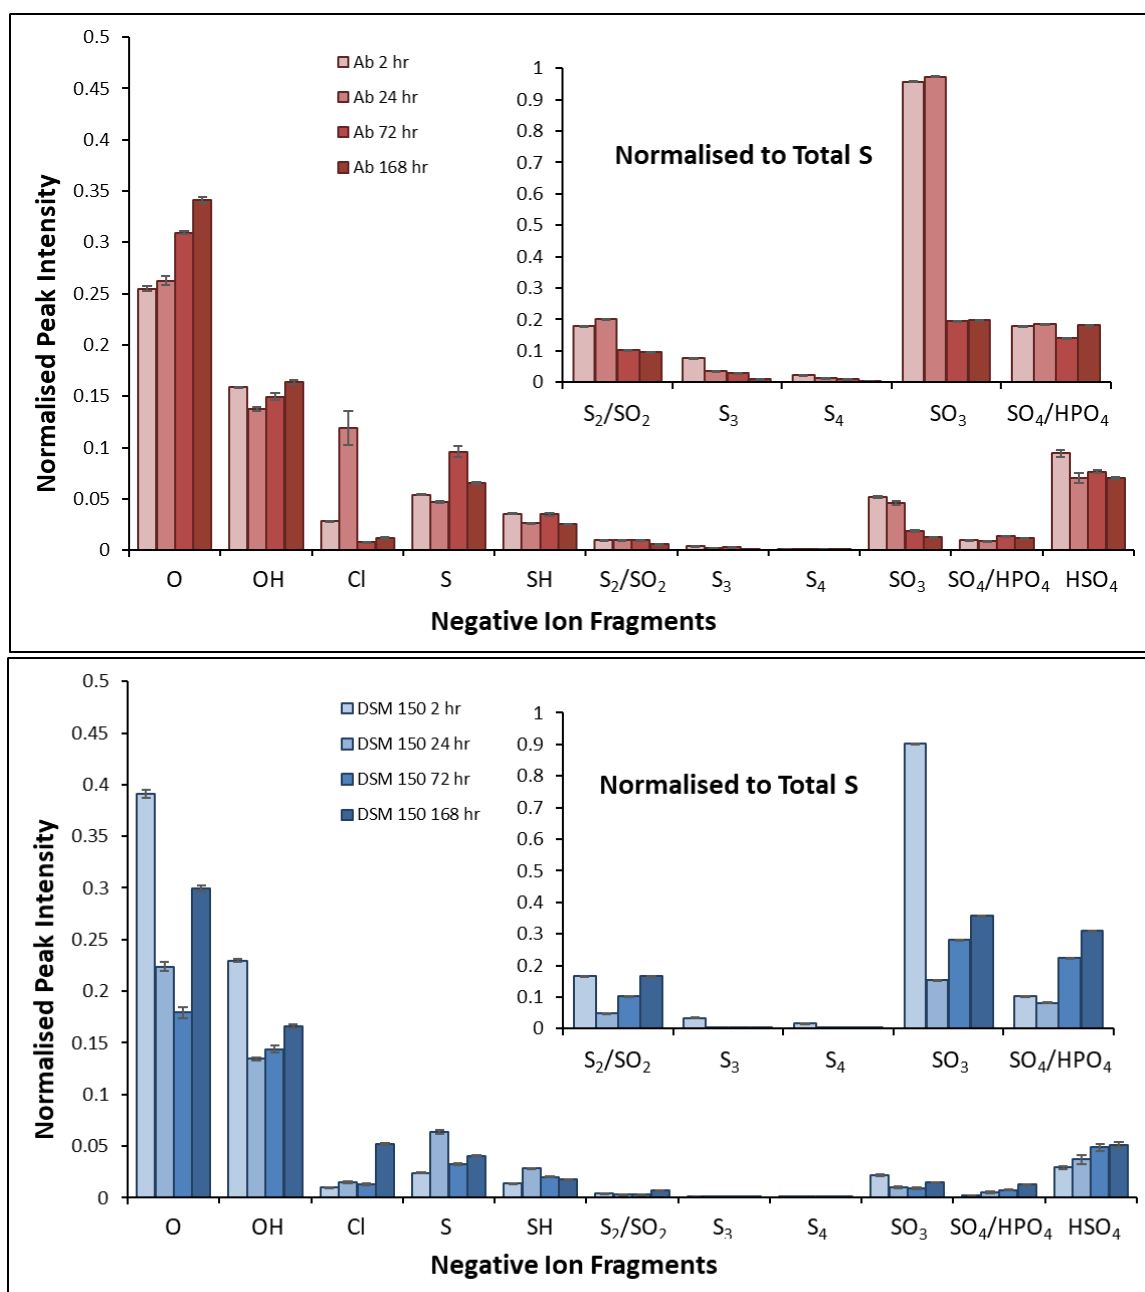 0.5
0.45
0.4
0.35
0.3
0.25
0.2
0.15
0.1
0.05
0
Normalised Peak Intensity
Ab 2 hr
Ab 24 hr
Ab 72 hr
Ab 168 hr
1
0.9
0.8
0.7
0.6
0.5
0.4
0.3
0.2
0.1
0
Normalised to Total S
S₂/SO₂ S₃ S₄ SO₃ SO₄/HPO₄
O OH Cl S SH S₂/SO₂ S₃ S₄ SO₃ SO₄/HPO₄ HSO₄
Negative Ion Fragments
0.5
0.45
0.4
0.35
0.3
0.25
0.2
0.15
0.1
0.05
0
Normalised Peak Intensity
DSM 150 2 hr
DSM 150 24 hr
DSM 150 72 hr
DSM 150 168 hr
1
0.9
0.8
0.7
0.6
0.5
0.4
0.3
0.2
0.1
0
Normalised to Total S
S₂/SO₂ S₃ S₄ SO₃ SO₄/HPO₄
O OH Cl S SH S₂/SO₂ S₃ S₄ SO₃ SO₄/HPO₄ HSO₄
Negative Ion Fragments